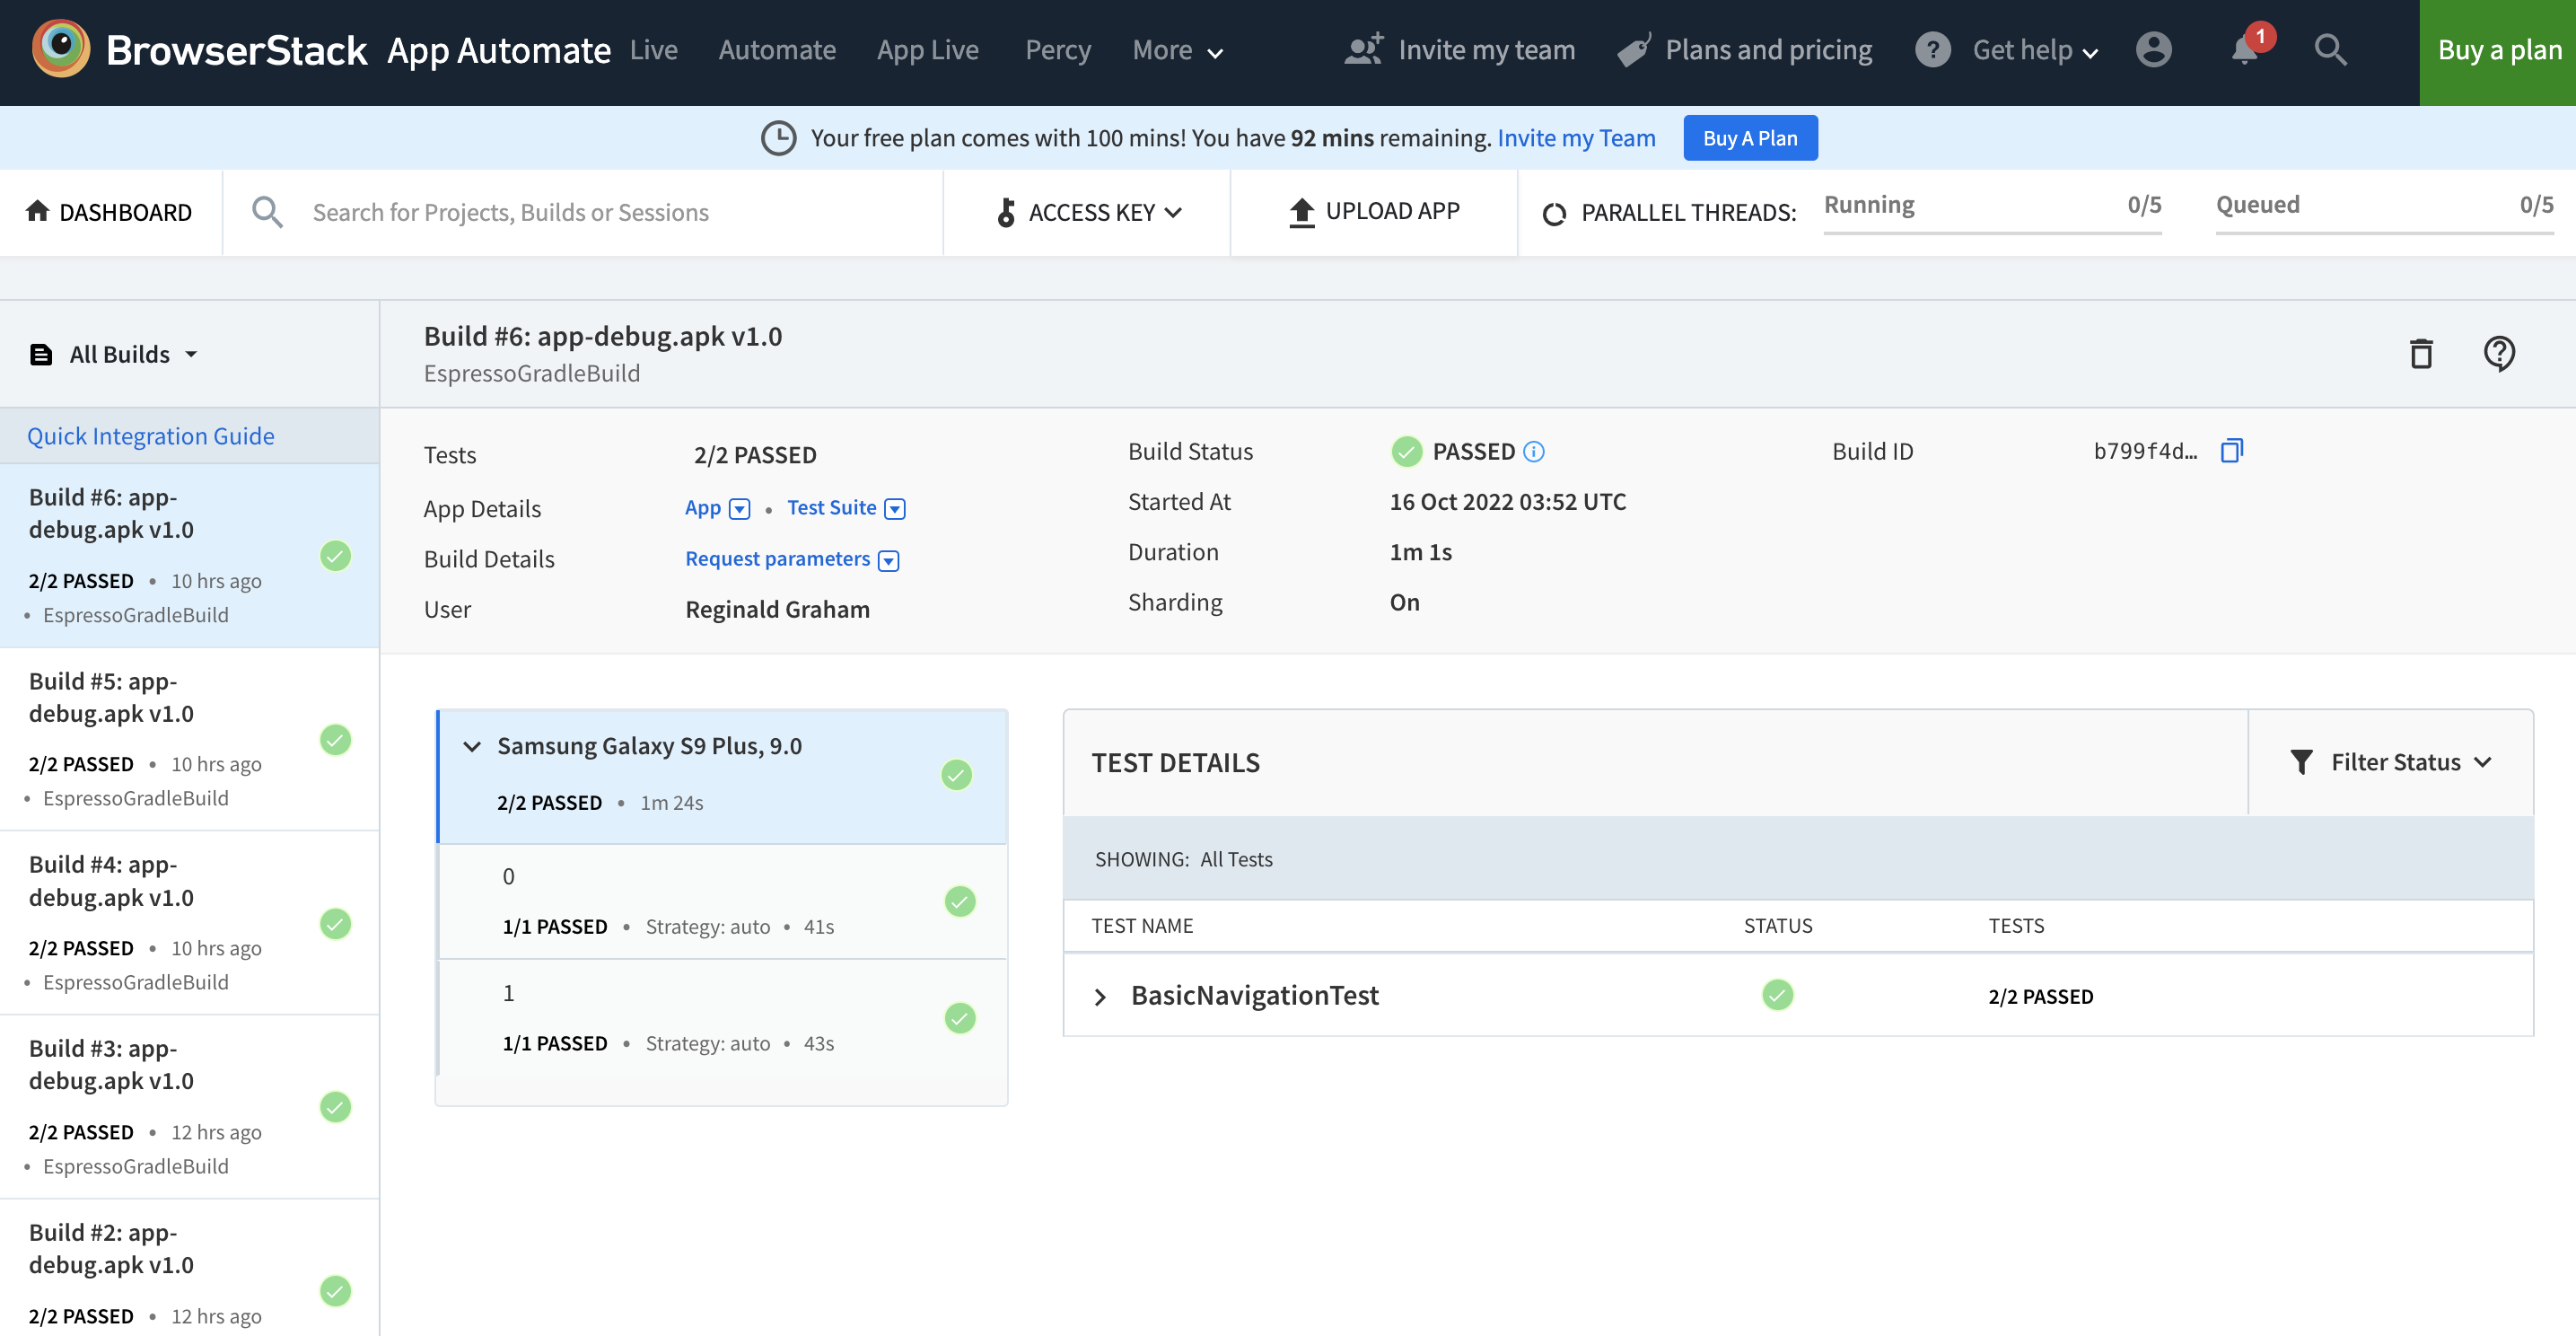 BrowserStack App Automate Live Automate App Live Percy More Invite my team Plans and pricing ? Get help 1 Buy a plan
Your free plan comes with 100 mins! You have 92 mins remaining. Invite my Team Buy A Plan
DASHBOARD Search for Projects, Builds or Sessions ACCESS KEY UPLOAD APP PARALLEL THREADS: Running 0/5 Queued 0/5
All Builds
Quick Integration Guide
Build #6: app-
debug.apk v1.0
2/2 PASSED • 10 hrs ago
• EspressoGradleBuild
Build #5: app-
debug.apk v1.0
2/2 PASSED • 10 hrs ago
• EspressoGradleBuild
Build #4: app-
debug.apk v1.0
2/2 PASSED • 10 hrs ago
• EspressoGradleBuild
Build #3: app-
debug.apk v1.0
2/2 PASSED • 12 hrs ago
• EspressoGradleBuild
Build #2: app-
debug.apk v1.0
2/2 PASSED • 12 hrs ago
Build #6: app-debug.apk v1.0
EspressoGradleBuild
Tests 2/2 PASSED
App Details App • Test Suite
Build Details Request parameters
User Reginald Graham
Build Status PASSED
Started At 16 Oct 2022 03:52 UTC
Duration 1m 1s
Sharding On
Build ID b799f4d…
Samsung Galaxy S9 Plus, 9.0
2/2 PASSED • 1m 24s
0
1/1 PASSED • Strategy: auto • 41s
1
1/1 PASSED • Strategy: auto • 43s
TEST DETAILS Filter Status
SHOWING: All Tests
TEST NAME STATUS TESTS
BasicNavigationTest 2/2 PASSED